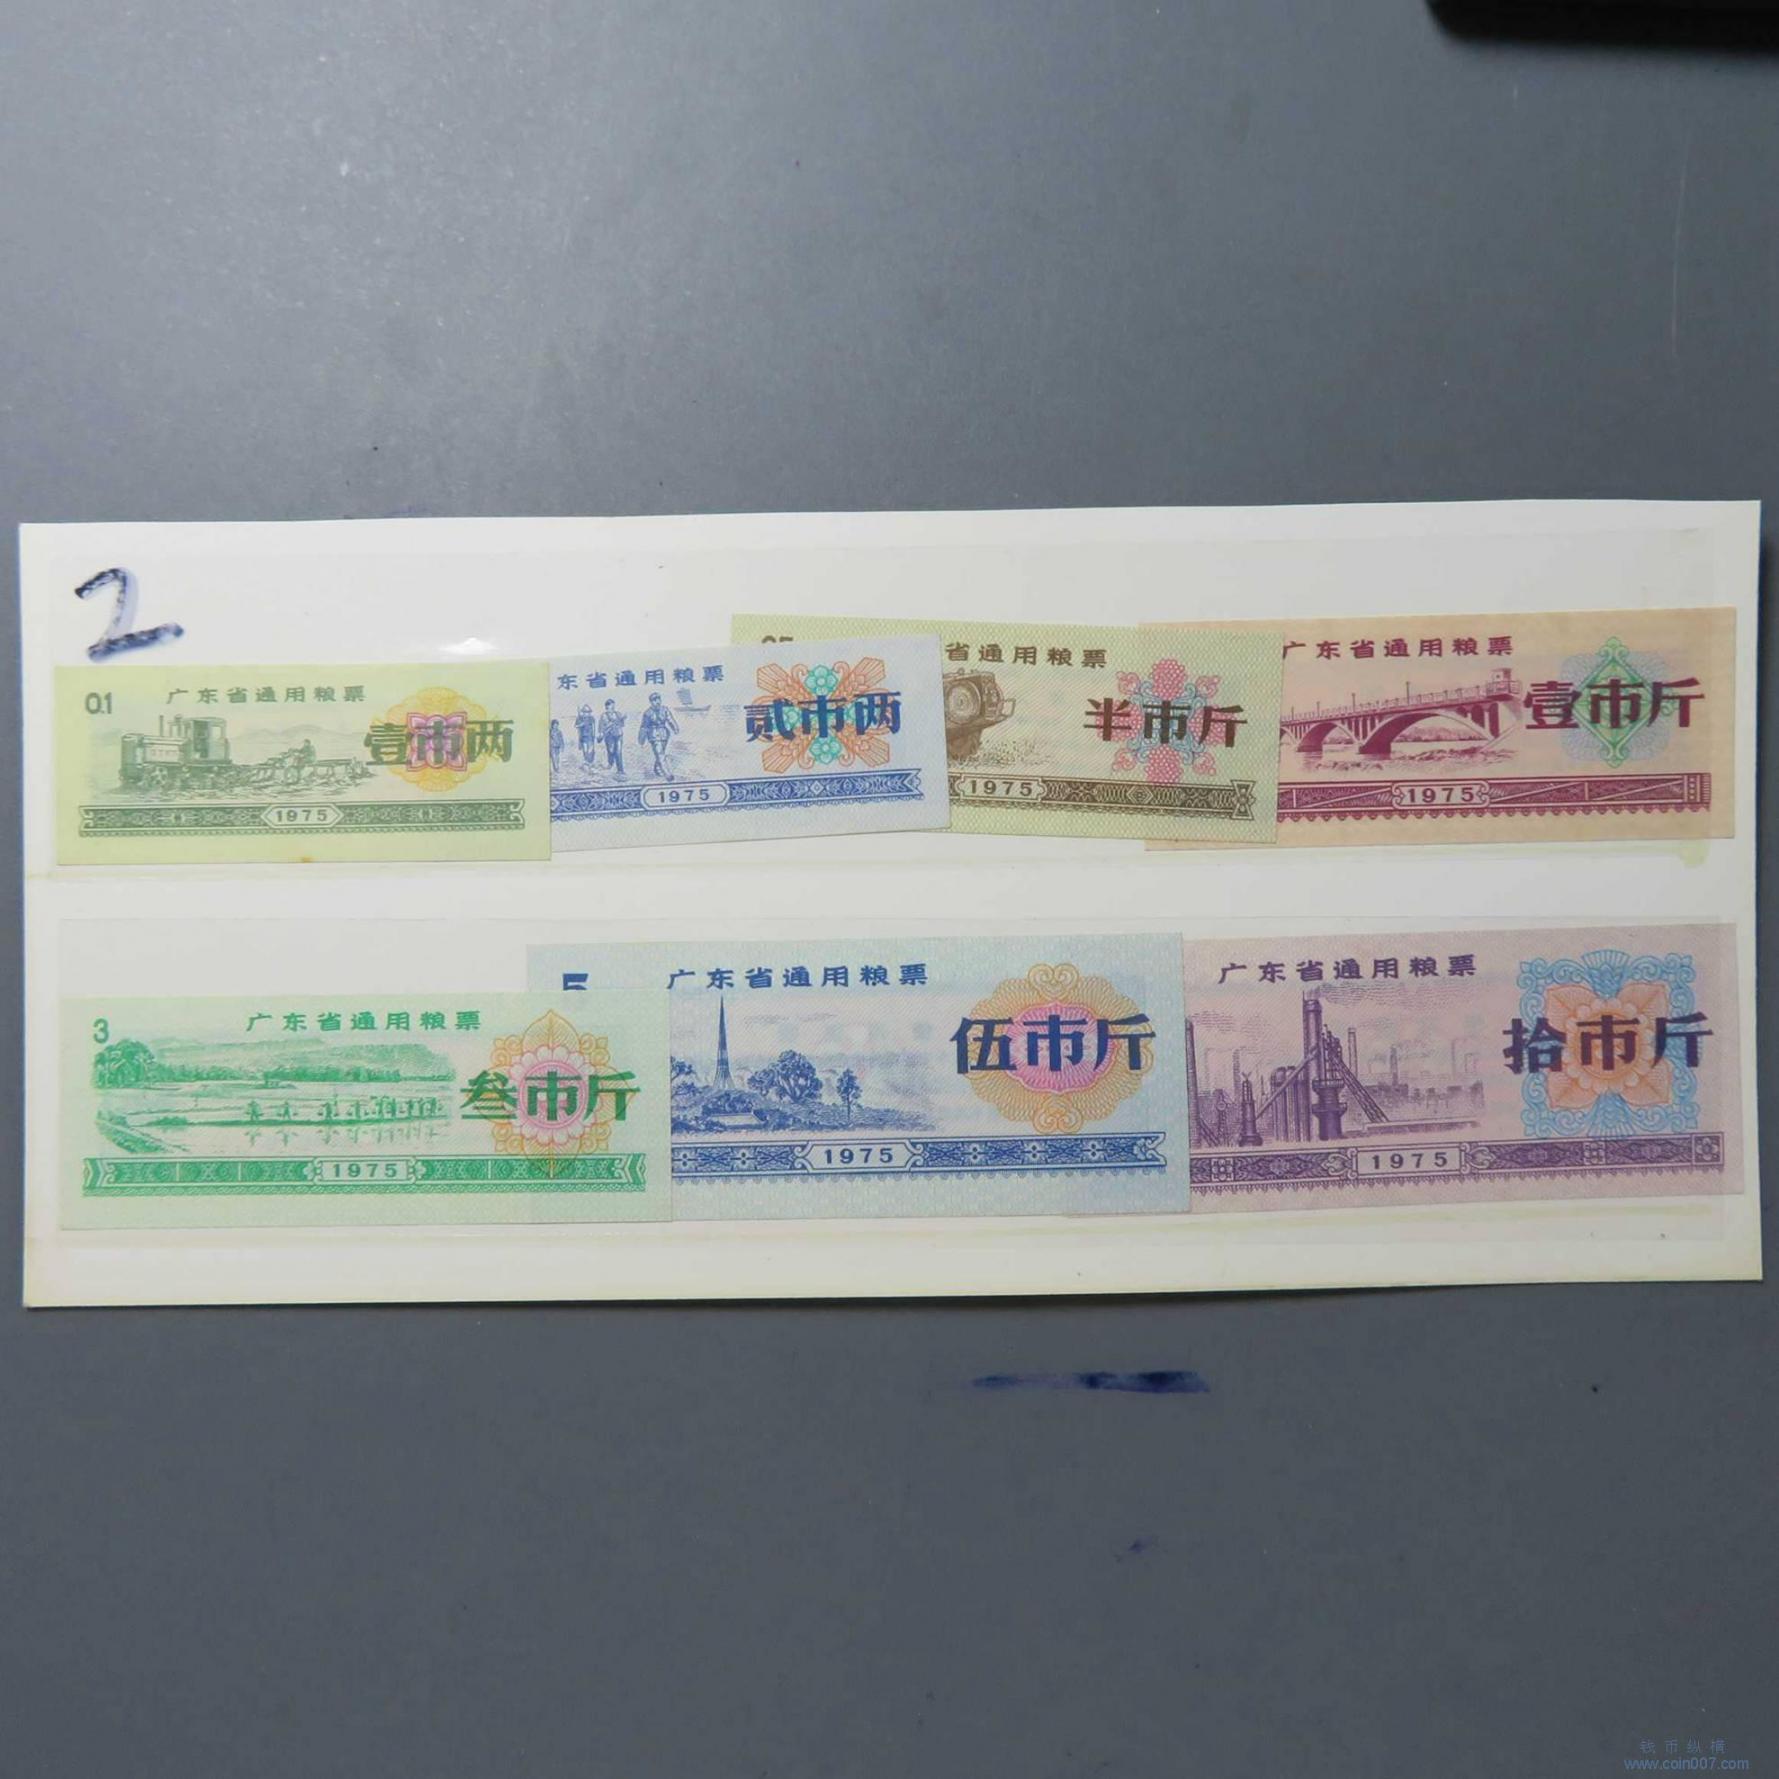 2
0.1
广东省通用粮票
壹市两
1975
东省通用粮票
贰市两
1975
省通用粮票
半市斤
1975
广东省通用粮票
壹市斤
1975
3
广东省通用粮票
叁市斤
1975
5
广东省通用粮票
伍市斤
1975
广东省通用粮票
拾市斤
1975
钱币纵横
www.coin007.com